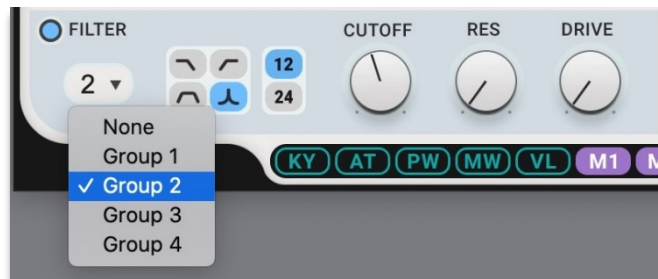 FILTER
CUTOFF
RES
DRIVE
2
12
24
None
Group 1
Group 2
Group 3
Group 4
KY
AT
PW
MW
VL
M1